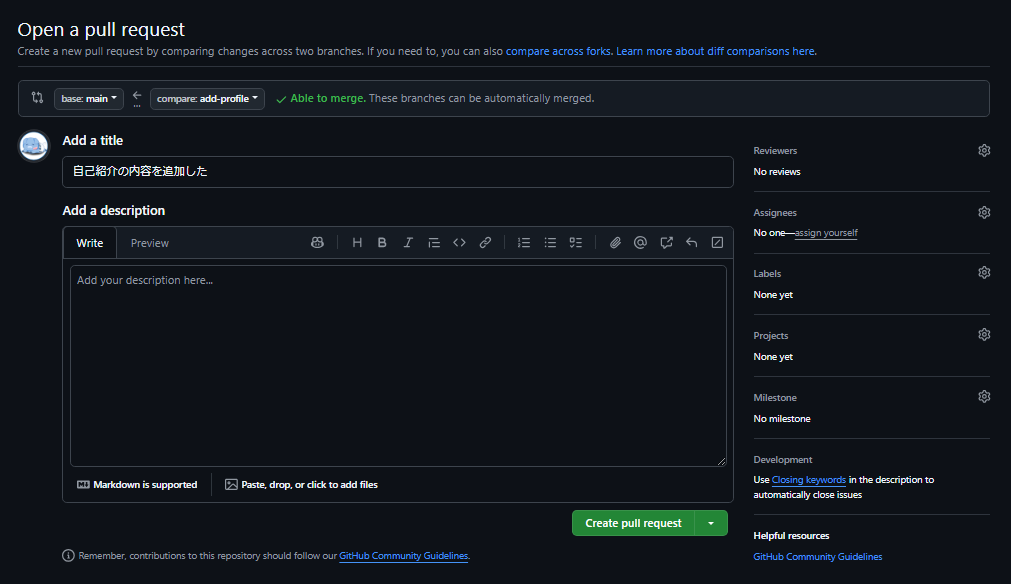 Open a pull request
Create a new pull request by comparing changes across two branches. If you need to, you can also compare across forks. Learn more about diff comparisons here.
base: main
...
compare: add-profile
Able to merge. These branches can be automatically merged.
Add a title
自己紹介の内容を追加した
Add a description
Write
Preview
H B I
Add your description here...
Markdown is supported
Paste, drop, or click to add files
Create pull request
Remember, contributions to this repository should follow our GitHub Community Guidelines.
Reviewers
No reviews
Assignees
No one—assign yourself
Labels
None yet
Projects
None yet
Milestone
No milestone
Development
Use Closing keywords in the description to
automatically close issues
Helpful resources
GitHub Community Guidelines